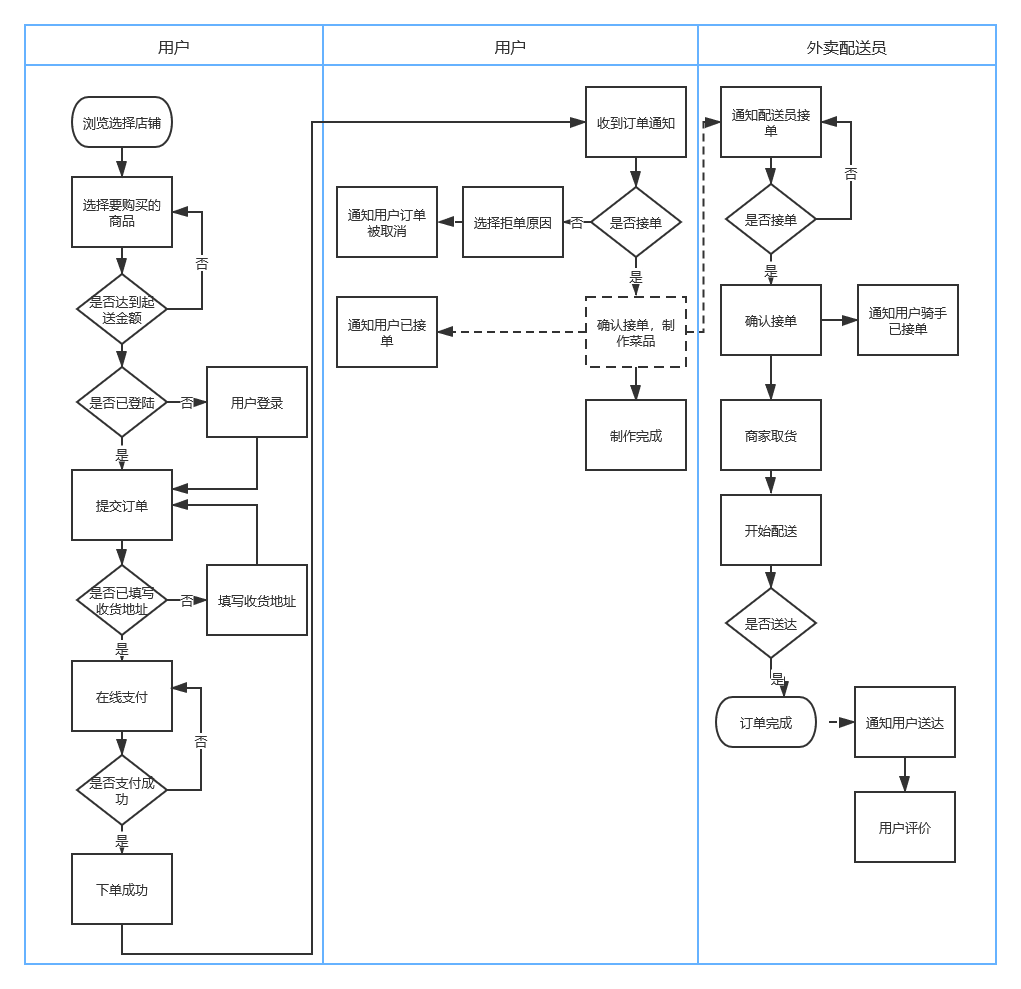 用户
用户
外卖配送员
浏览选择店铺
选择要购买的
商品
否
是否达到起
送金额
是否已登陆
否
用户登录
是
提交订单
是否已填写
收货地址
否
填写收货地址
是
在线支付
否
是否支付成
功
是
下单成功
收到订单通知
是否接单
否
选择拒单原因
通知用户订单
被取消
是
确认接单，制
作菜品
通知用户已接
单
制作完成
通知配送员接
单
否
是否接单
是
确认接单
通知用户骑手
已接单
商家取货
开始配送
是否送达
是
订单完成
通知用户送达
用户评价